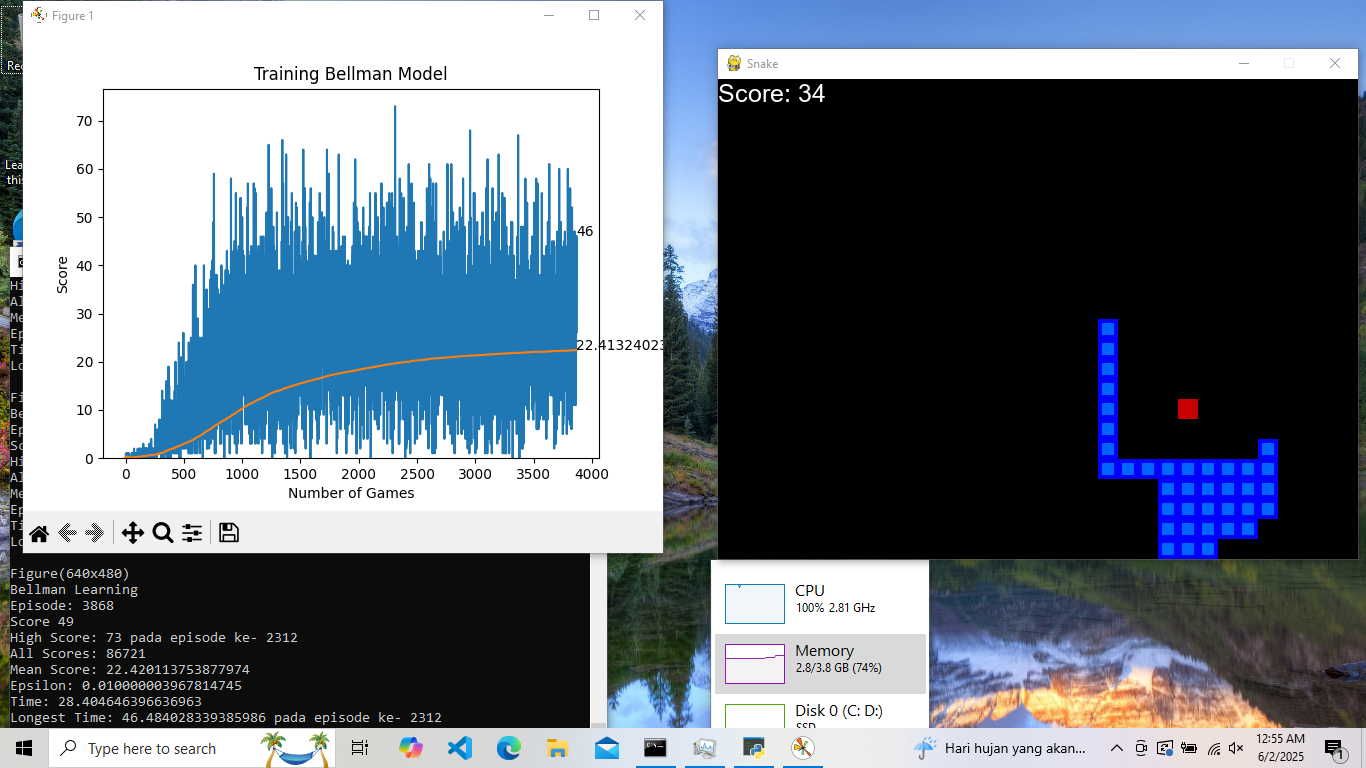 Figure 1
Training Bellman Model
Score
70
60
50
40
30
20
10
0
46
22.41324023
0 500 1000 1500 2000 2500 3000 3500 4000
Number of Games
Snake
Score: 34
Figure(640x480)
Bellman Learning
Episode: 3868
Score 49
High Score: 73 pada episode ke- 2312
All Scores: 86721
Mean Score: 22.420113753877974
Epsilon: 0.010000003967814745
Time: 28.404646396636963
Longest Time: 46.484028339385986 pada episode ke- 2312
CPU
100% 2.81 GHz
Memory
2.8/3.8 GB (74%)
Disk 0 (C: D:)
SSD
Type here to search
Hari hujan yang akan...
12:55 AM
6/2/2025
1